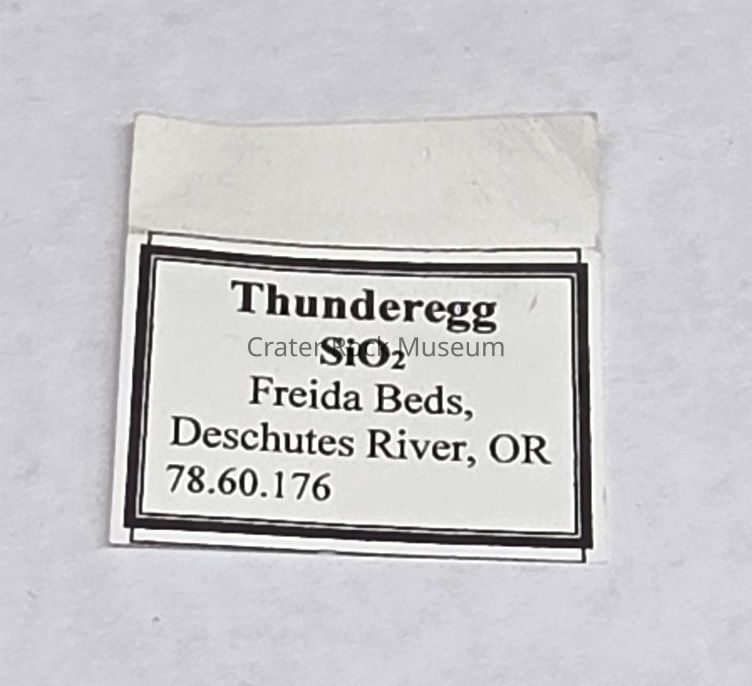 Thunderegg
SiO₂
Crater Rock Museum
Freida Beds,
Deschutes River, OR
78.60.176